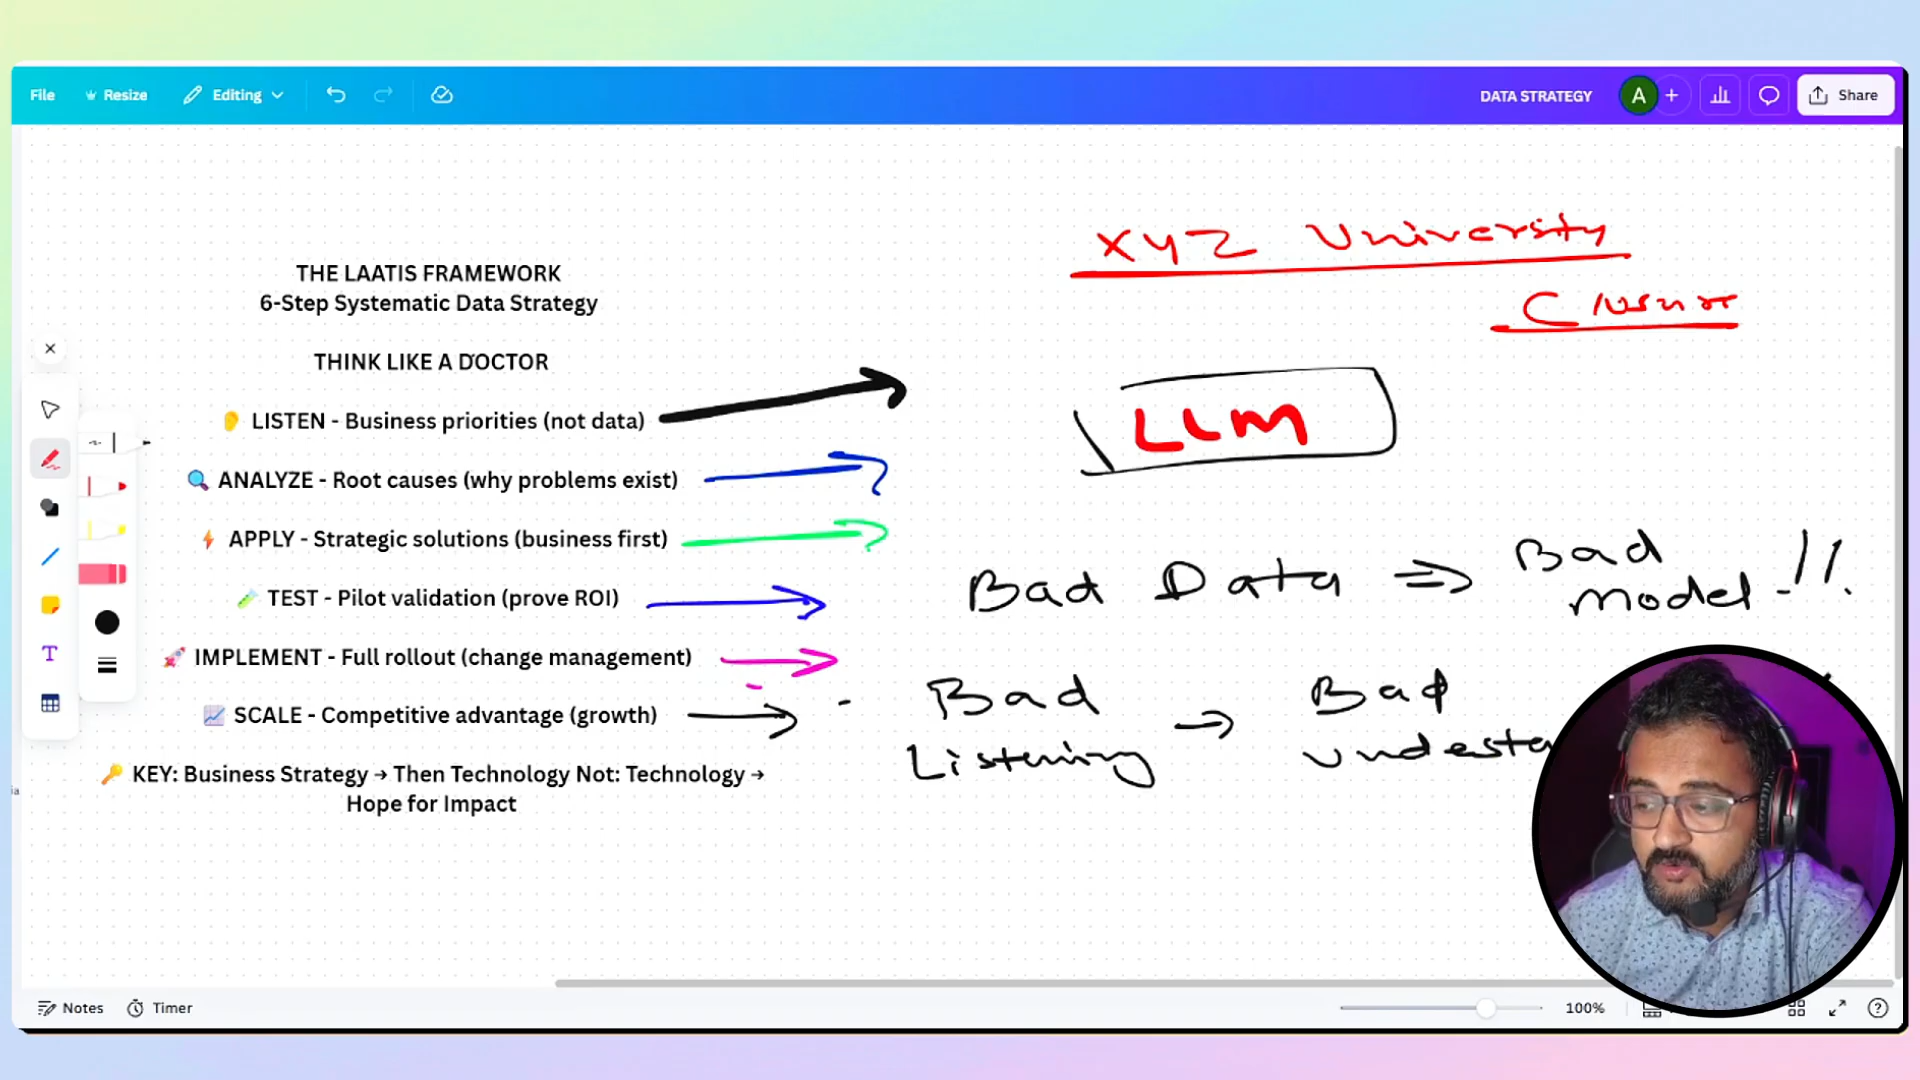 File Resize Editing DATA STRATEGY A + Share
THE LAATIS FRAMEWORK
6-Step Systematic Data Strategy
THINK LIKE A DOCTOR
👂 LISTEN - Business priorities (not data)
🔍 ANALYZE - Root causes (why problems exist)
⚡ APPLY - Strategic solutions (business first)
🧪 TEST - Pilot validation (prove ROI)
🚀 IMPLEMENT - Full rollout (change management)
📈 SCALE - Competitive advantage (growth)
🔑 KEY: Business Strategy → Then Technology Not: Technology →
Hope for Impact
XYZ University
LLM
Bad Data ⇒ Bad
Model !!
Bad → Bad
Listening
Notes Timer 100%